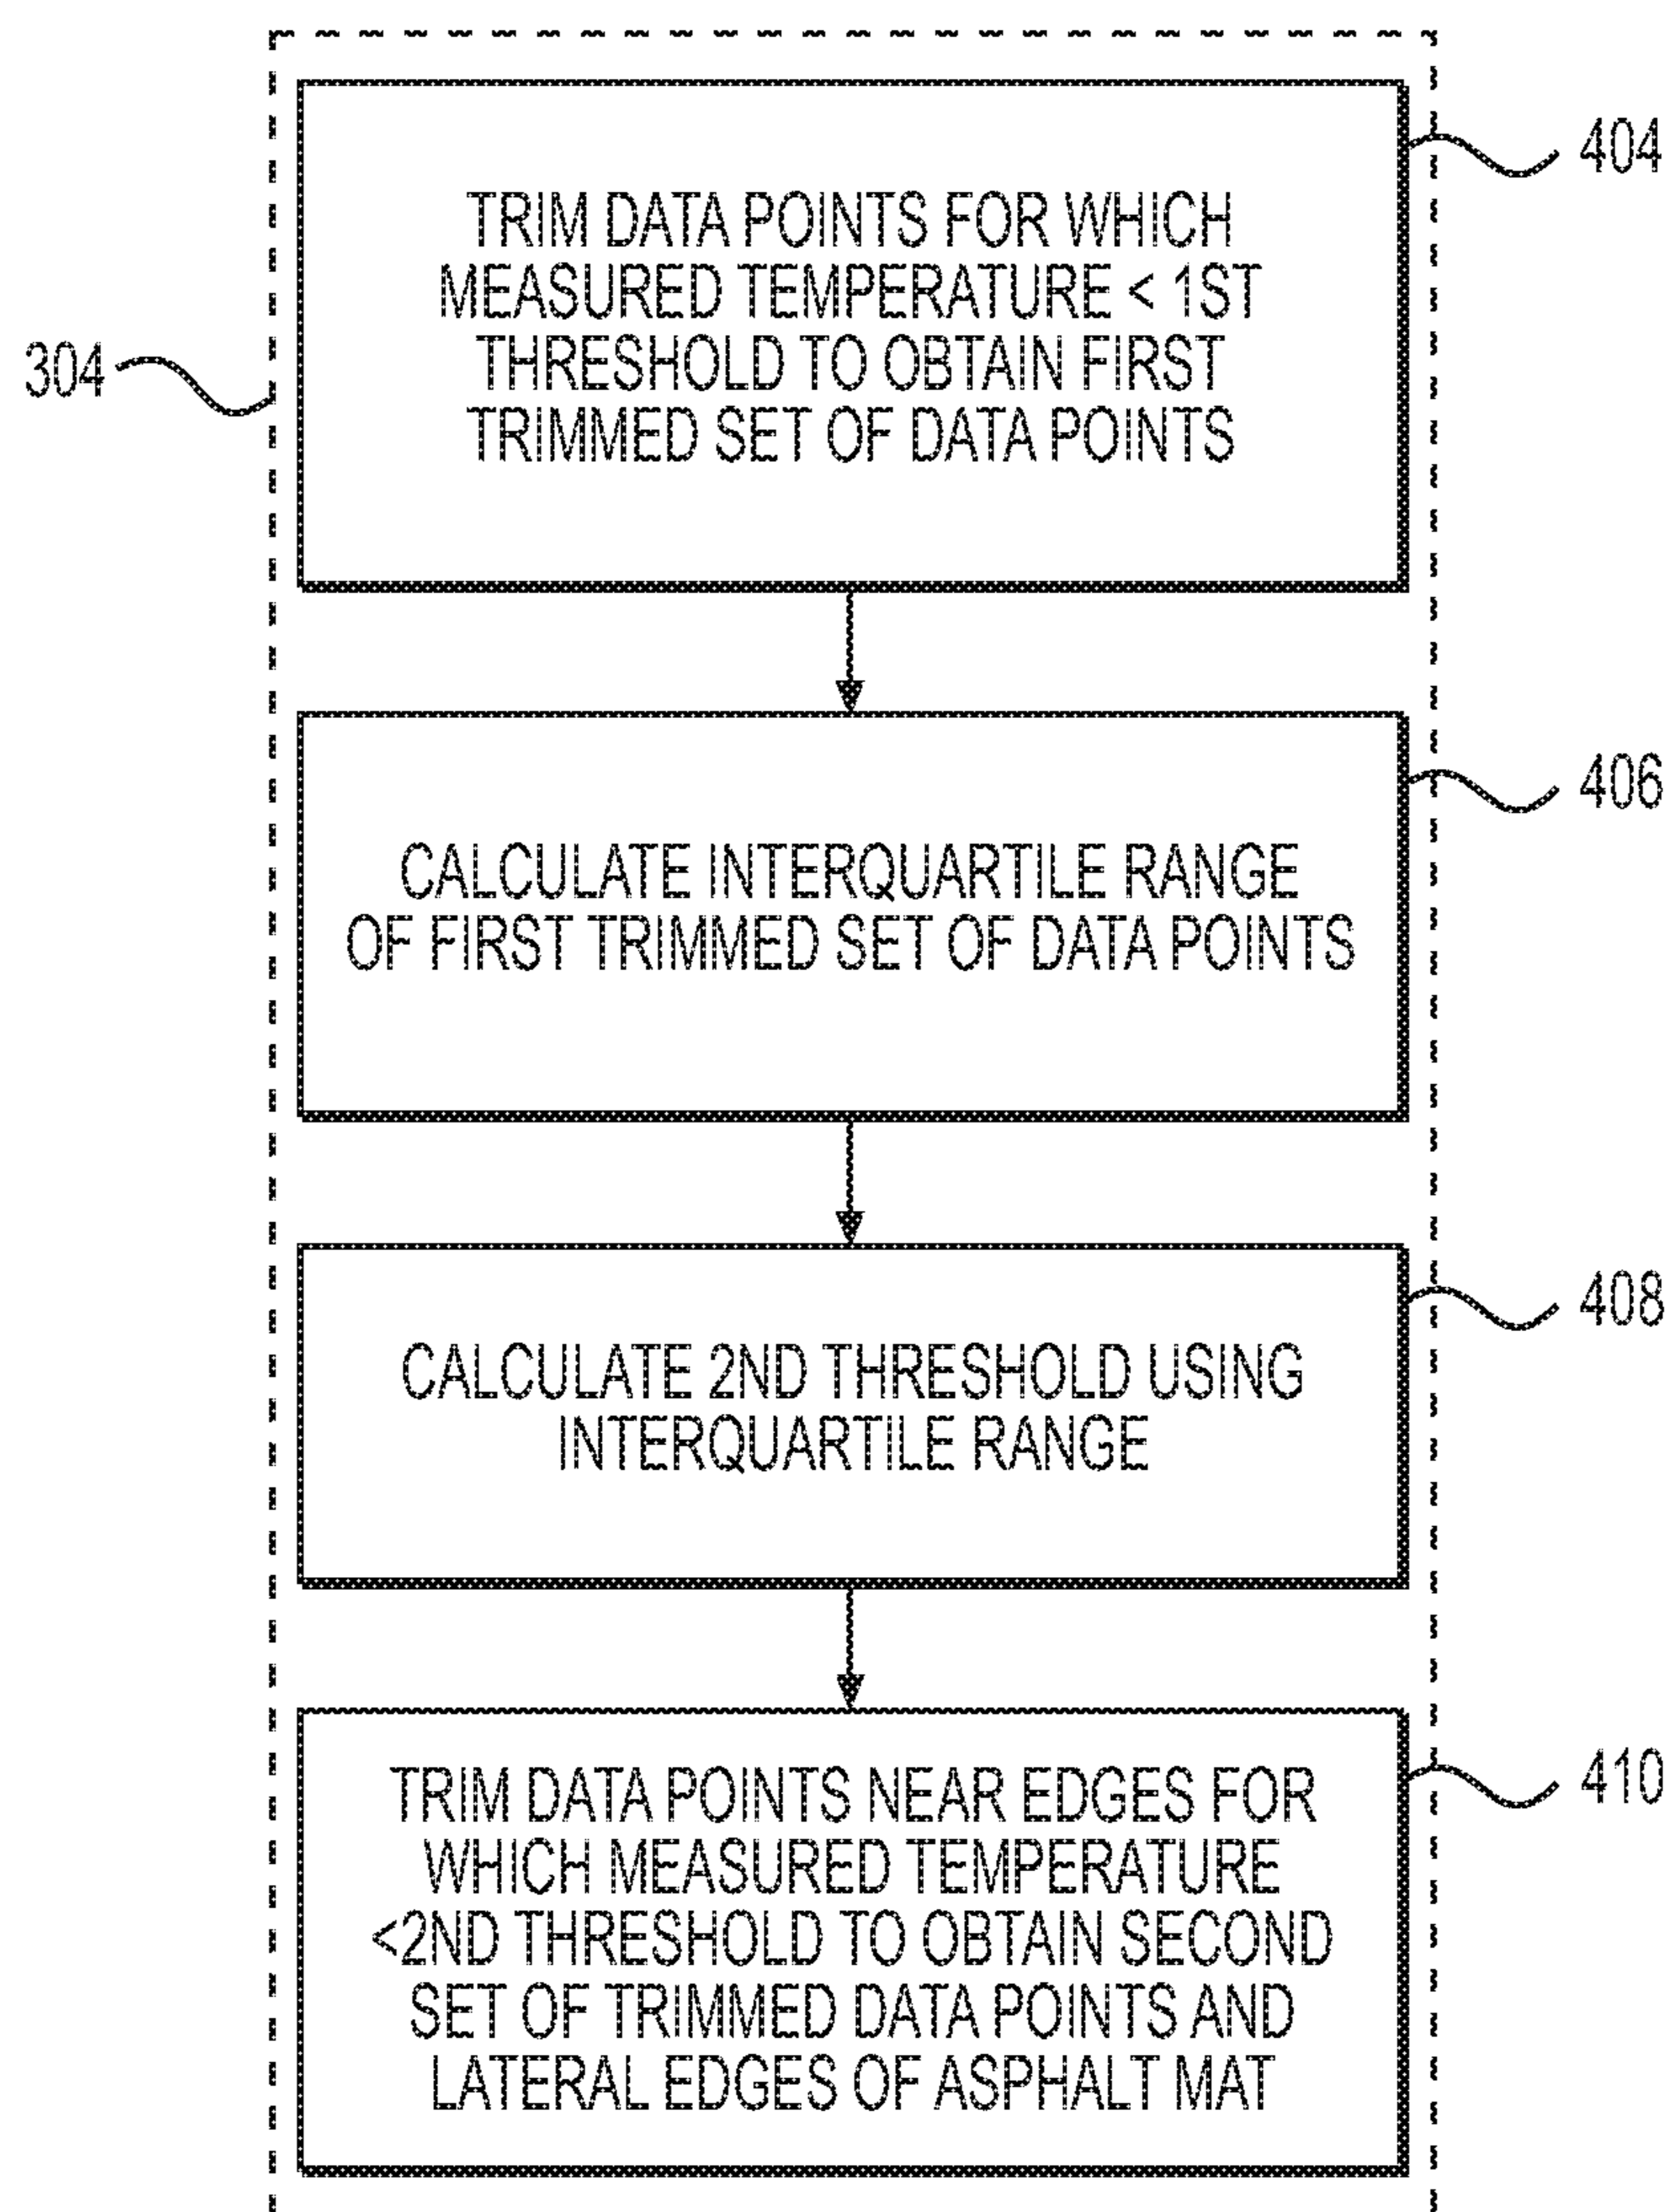 TRIM DATA POINTS FOR WHICH
MEASURED TEMPERATURE < 1ST
THRESHOLD TO OBTAIN FIRST
TRIMMED SET OF DATA POINTS
404
304
CALCULATE INTERQUARTILE RANGE
OF FIRST TRIMMED SET OF DATA POINTS
406
CALCULATE 2ND THRESHOLD USING
INTERQUARTILE RANGE
408
TRIM DATA POINTS NEAR EDGES FOR
WHICH MEASURED TEMPERATURE
<2ND THRESHOLD TO OBTAIN SECOND
SET OF TRIMMED DATA POINTS AND
LATERAL EDGES OF ASPHALT MAT
410